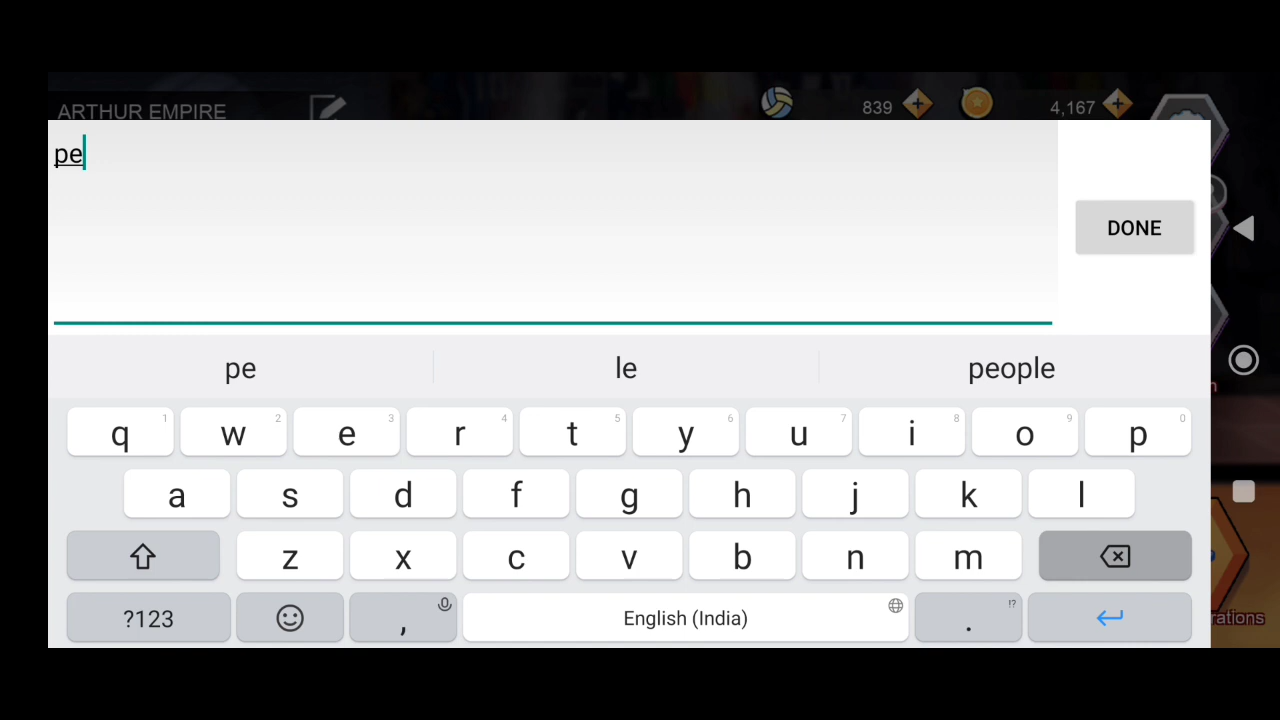 ARTHUR EMPIRE 839 4,167
pe
DONE
pe le people
q 1 w 2 e 3 r 4 t 5 y 6 u 7 i 8 o 9 p 0
a s d f g h j k l
z x c v b n m
?123 , English (India) . !?
rations